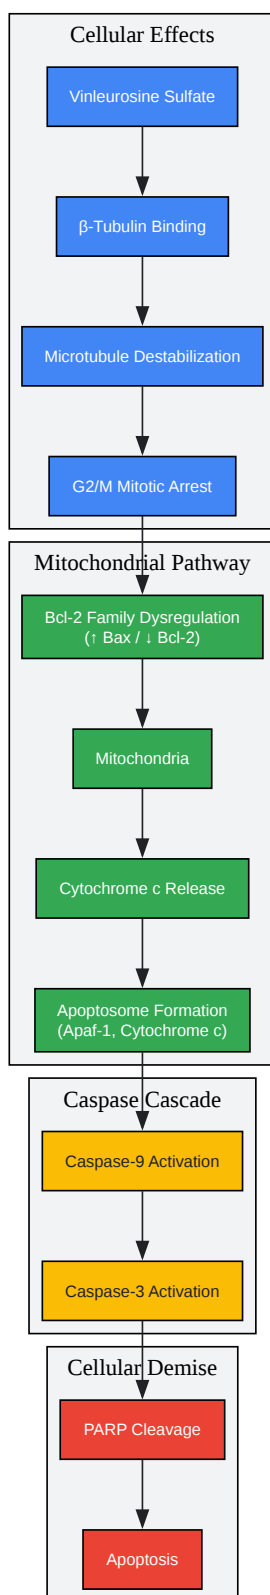 Cellular Effects
Vinleurosine Sulfate
β-Tubulin Binding
Microtubule Destabilization
G2/M Mitotic Arrest
Mitochondrial Pathway
Bcl-2 Family Dysregulation
(↑ Bax / ↓ Bcl-2)
Mitochondria
Cytochrome c Release
Apoptosome Formation
(Apaf-1, Cytochrome c)
Caspase Cascade
Caspase-9 Activation
Caspase-3 Activation
Cellular Demise
PARP Cleavage
Apoptosis